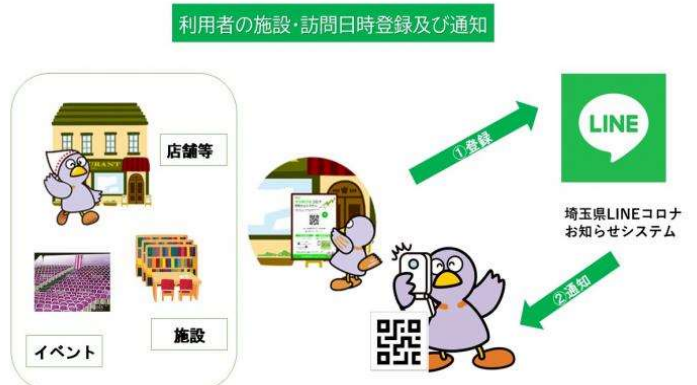 利用者の施設・訪問日時登録及び通知
店舗等
RESTAURANT
施設
イベント
①登録
LINE
埼玉県LINEコロナ
お知らせシステム
②通知